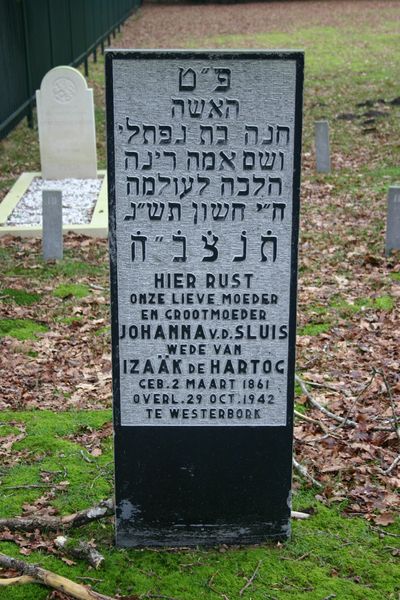 פ״ט
האשה
חנה בת נפתלי
ושם אמה רינה
הלכה לעולמה
ח״י חשון תש״ג
ת׳נ׳צ׳ב׳׳ה
HIER RUST
ONZE LIEVE MOEDER
EN GROOTMOEDER
JOHANNA V.D. SLUIS
WEDE VAN
IZAÄK DE HARTOG
GEB. 2 MAART 1861
OVERL. 29 OCT. 1942
TE WESTERBORK